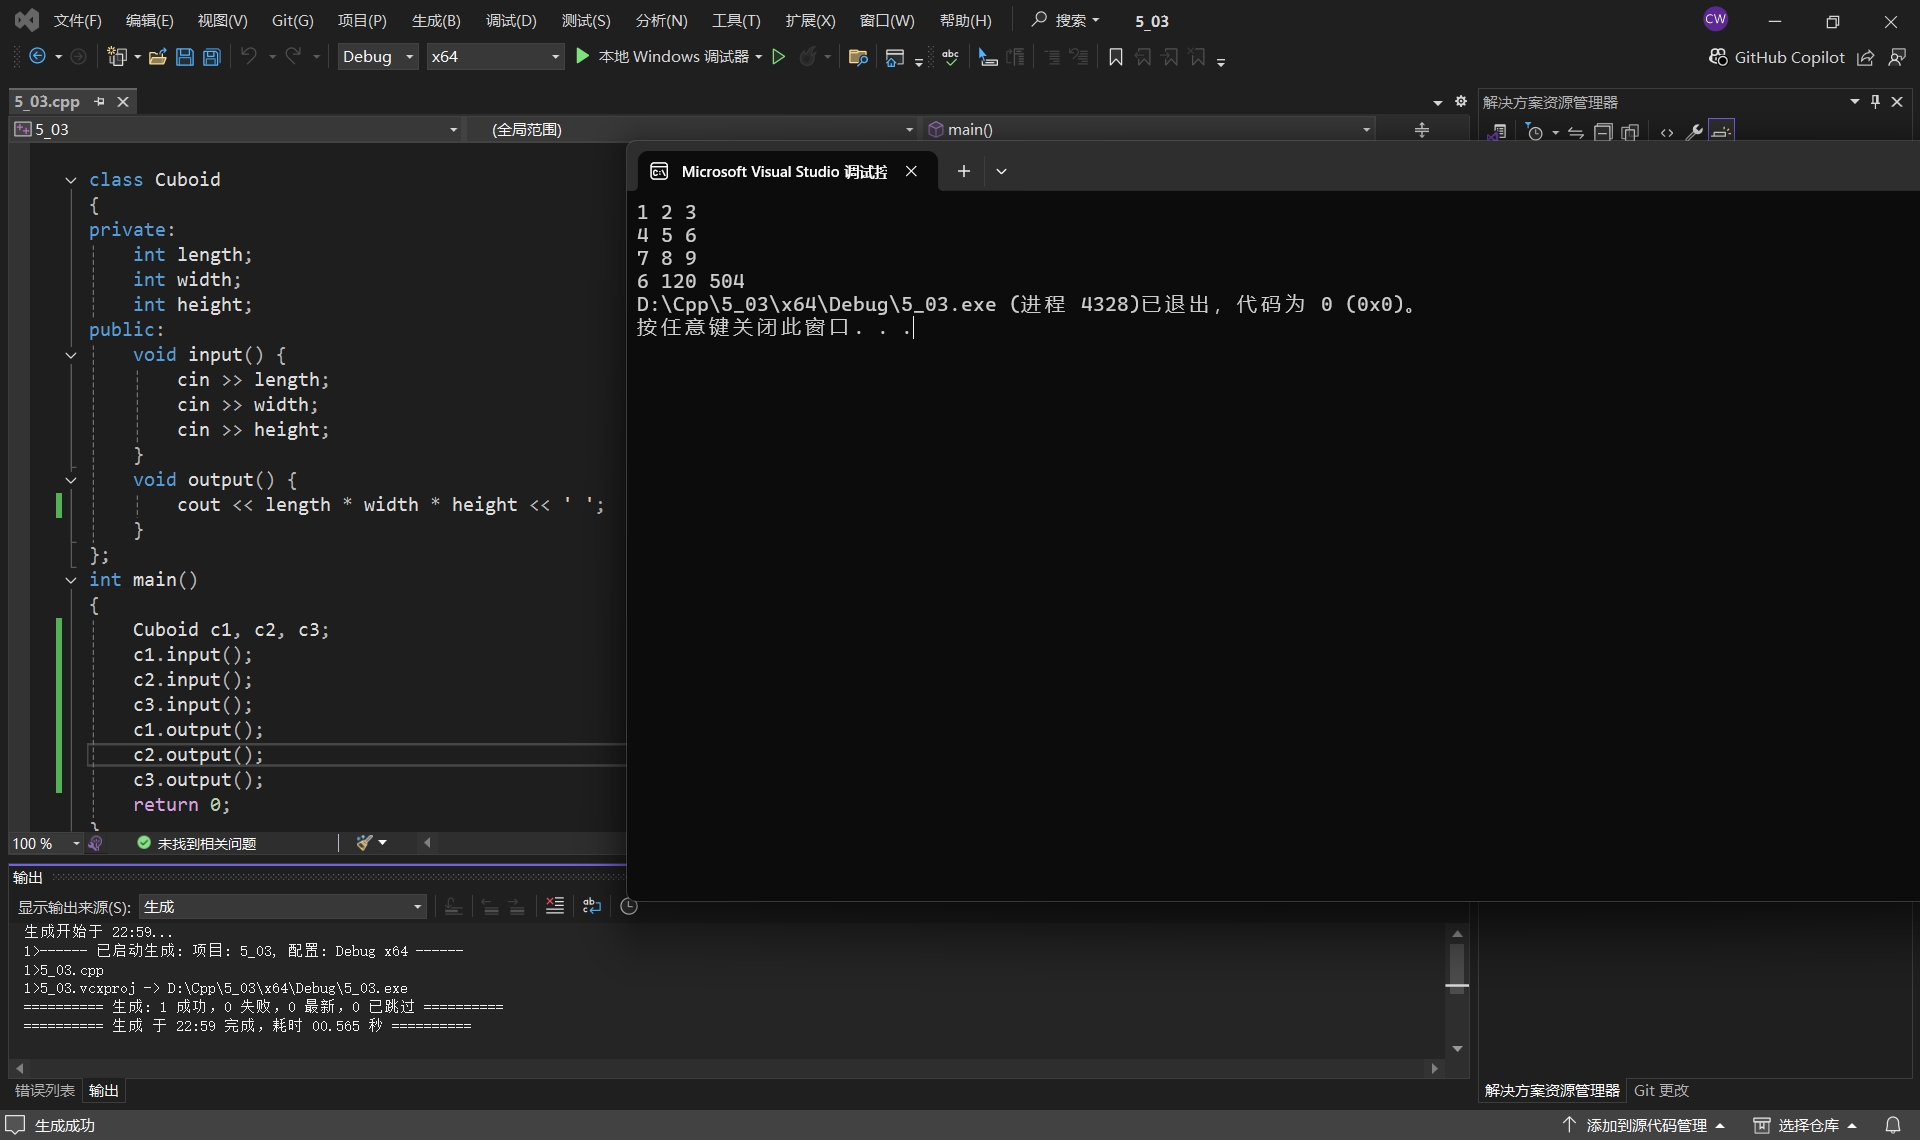 文件(F) 编辑(E) 视图(V) Git(G) 项目(P) 生成(B) 调试(D) 测试(S) 分析(N) 工具(T) 扩展(X) 窗口(W) 帮助(H) 搜索 5_03 CW
Debug x64 本地 Windows 调试器 abc GitHub Copilot
5_03.cpp
5_03 (全局范围) main()
class Cuboid
{
private:
int length;
int width;
int height;
public:
void input() {
cin >> length;
cin >> width;
cin >> height;
}
void output() {
cout << length * width * height << ' ';
}
};
int main()
{
Cuboid c1, c2, c3;
c1.input();
c2.input();
c3.input();
c1.output();
c2.output();
c3.output();
return 0;
}
100 % 未找到相关问题
Microsoft Visual Studio 调试控
1 2 3
4 5 6
7 8 9
6 120 504
D:\Cpp\5_03\x64\Debug\5_03.exe (进程 4328)已退出，代码为 0 (0x0)。
按任意键关闭此窗口. . .
解决方案资源管理器
输出
显示输出来源(S): 生成
生成开始于 22:59...
1>------ 已启动生成: 项目: 5_03, 配置: Debug x64 ------
1>5_03.cpp
1>5_03.vcxproj -> D:\Cpp\5_03\x64\Debug\5_03.exe
========== 生成: 1 成功，0 失败，0 最新，0 已跳过 ==========
========== 生成 于 22:59 完成，耗时 00.565 秒 ==========
错误列表 输出
解决方案资源管理器 Git 更改
生成成功 添加到源代码管理 选择仓库